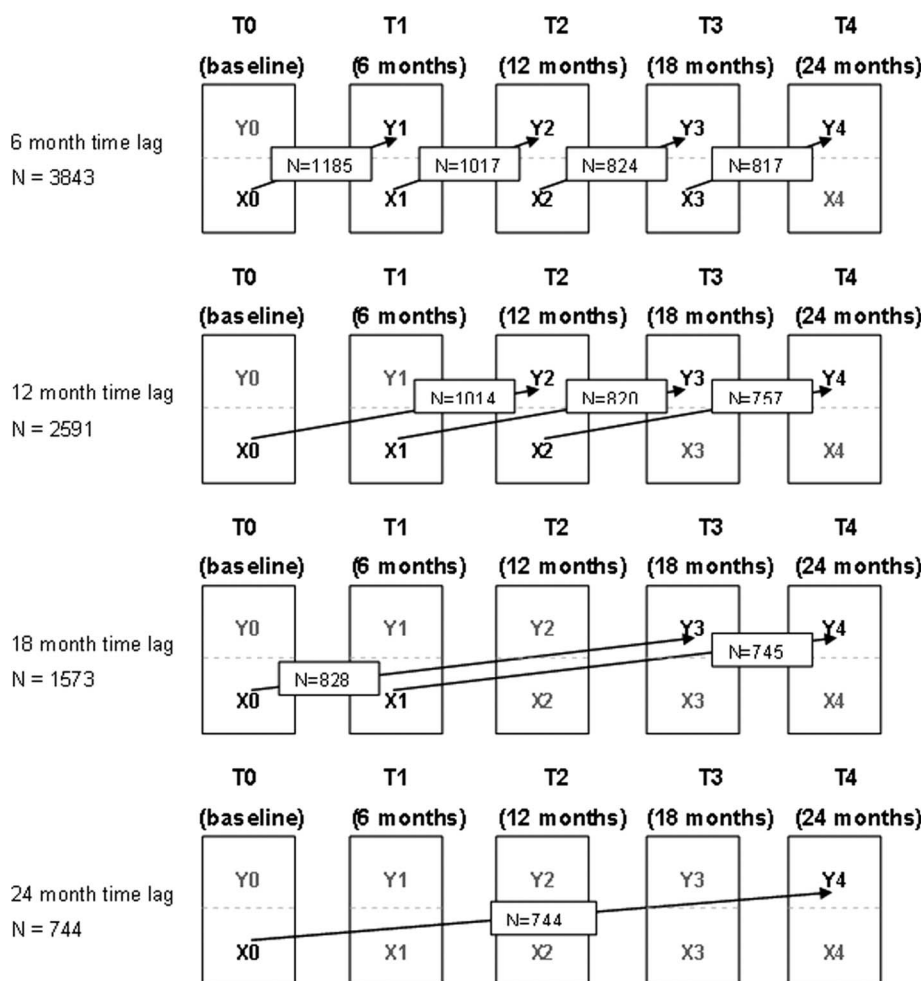 T0 T1 T2 T3 T4
(baseline) (6 months) (12 months) (18 months) (24 months)
Y0 Y1 Y2 Y3 Y4
6 month time lag
N=1185 N=1017 N=824 N=817
N = 3843
X0 X1 X2 X3 X4
T0 T1 T2 T3 T4
(baseline) (6 months) (12 months) (18 months) (24 months)
Y0 Y1 Y2 Y3 Y4
12 month time lag
N=1014 N=820 N=757
N = 2591
X0 X1 X2 X3 X4
T0 T1 T2 T3 T4
(baseline) (6 months) (12 months) (18 months) (24 months)
Y0 Y1 Y2 Y3 Y4
18 month time lag
N=745
N = 1573
N=828
X0 X1 X2 X3 X4
T0 T1 T2 T3 T4
(baseline) (6 months) (12 months) (18 months) (24 months)
Y0 Y1 Y2 Y3 Y4
24 month time lag
N=744
N = 744
X0 X1 X2 X3 X4